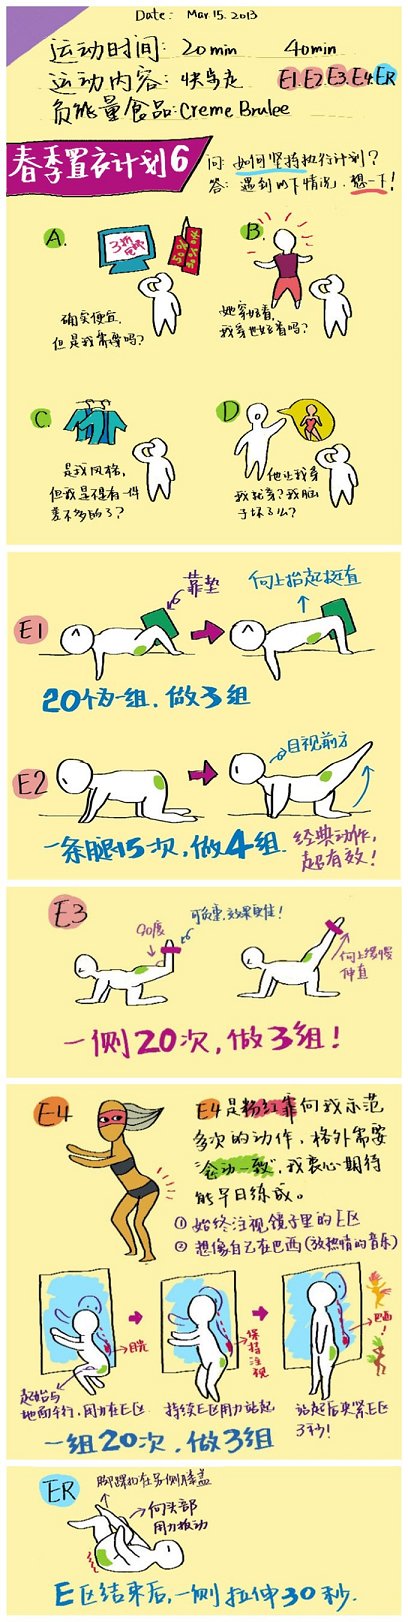 Date: Mar 15. 2013
运动时间: 20min 40min
运动内容: 快步走 E1.E2.E3.E4.ER
负能量食品: Creme Brulee
春季置衣计划6
问: 如何坚持执行计划?
答: 遇到以下情况, 想一下!
A.
3折
确实便宜,
但是我需要吗?
B.
她穿好看,
我穿也好看吗?
C
是我风格,
但我是不是有一件
差不多的了?
D
他让我穿
我就穿? 我脑
子坏了么?
E1
靠垫
向上抬起挺直
20个为一组, 做3组
E2
目视前方
一条腿15次, 做4组.
经典动作,
超有效!
E3
90度
可负重, 效果更佳!
向上缓慢
伸直
一侧20次, 做3组!
E4
E4是粉红靠向我示范
多次的动作, 格外需要
"念动一致", 我衷心期待
能早日练成。
① 始终注视镜子里的E区
② 想像自己在巴西(放热情的音乐)
目光
保持注视
巴西!
起始与
地面平行, 用力在E区
持续E区用力站起
站起后夹紧E区
3秒!
一组20次, 做3组
ER
脚踝扣在另侧膝盖
向头部
用力扳动
E区结束后, 一侧拉伸30秒.